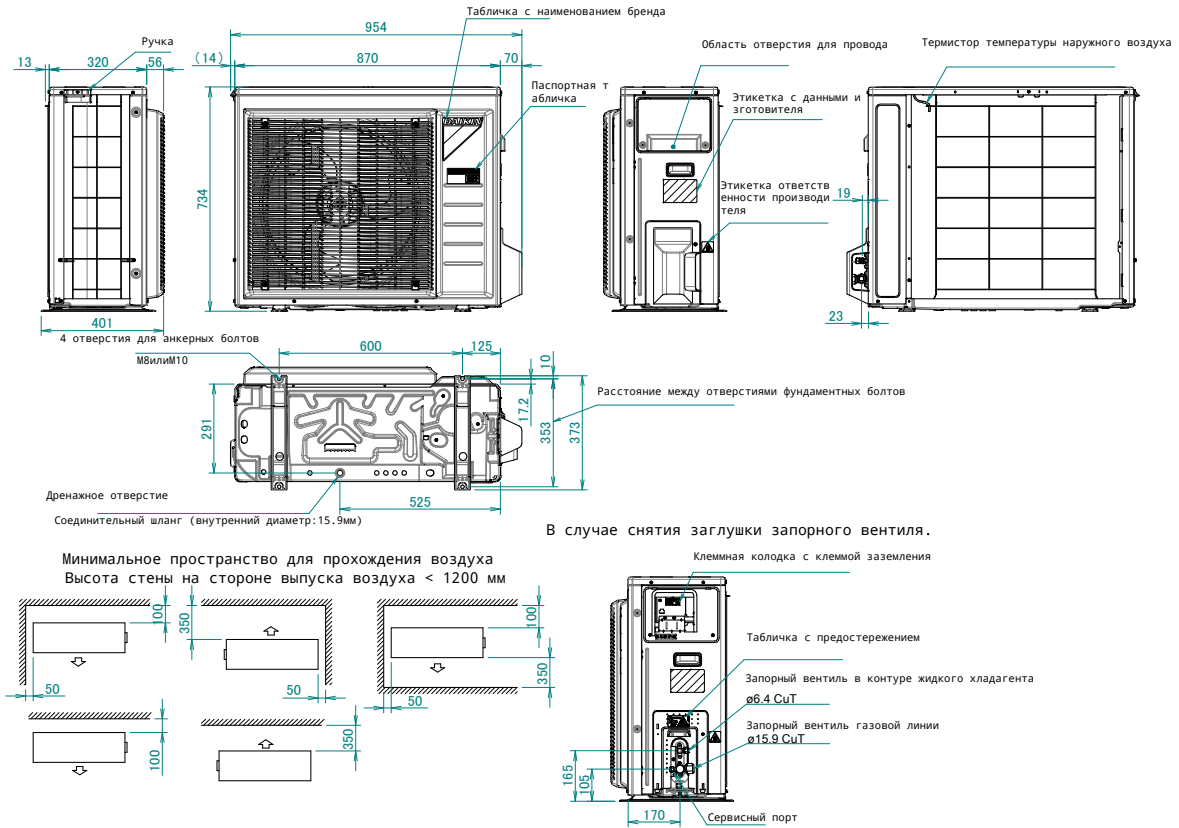 Табличка с наименованием бренда
954
Ручка
Область отверстия для провода
Термистор температуры наружного воздуха
13
320
56
(14)
870
70
Паспортная т
абличка
Этикетка с данными и
зготовителя
DAIKIN
734
Этикетка ответств
енности производи
теля
19
401
23
4 отверстия для анкерных болтов
М8илиМ10
600
125
10
Расстояние между отверстиями фундаментных болтов
291
17.2
353
373
Дренажное отверстие
525
Соединительный шланг (внутренний диаметр:15.9мм)
В случае снятия заглушки запорного вентиля.
Минимальное пространство для прохождения воздуха
Высота стены на стороне выпуска воздуха < 1200 мм
Клеммная колодка с клеммой заземления
100
350
100
350
50
50
50
100
350
Табличка с предостережением
Запорный вентиль в контуре жидкого хладагента
ø6.4 CuT
Запорный вентиль газовой линии
ø15.9 CuT
165
105
170
Сервисный порт